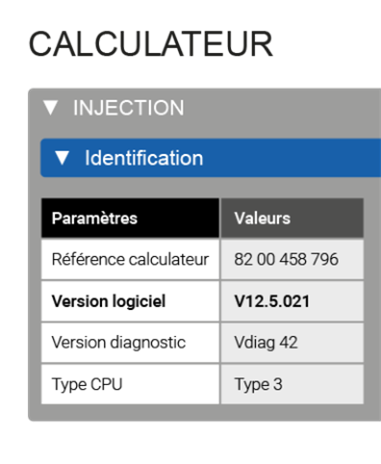 CALCULATEUR
▼ INJECTION
▼ Identification
Paramètres Valeurs
Référence calculateur 82 00 458 796
Version logiciel V12.5.021
Version diagnostic Vdiag 42
Type CPU Type 3